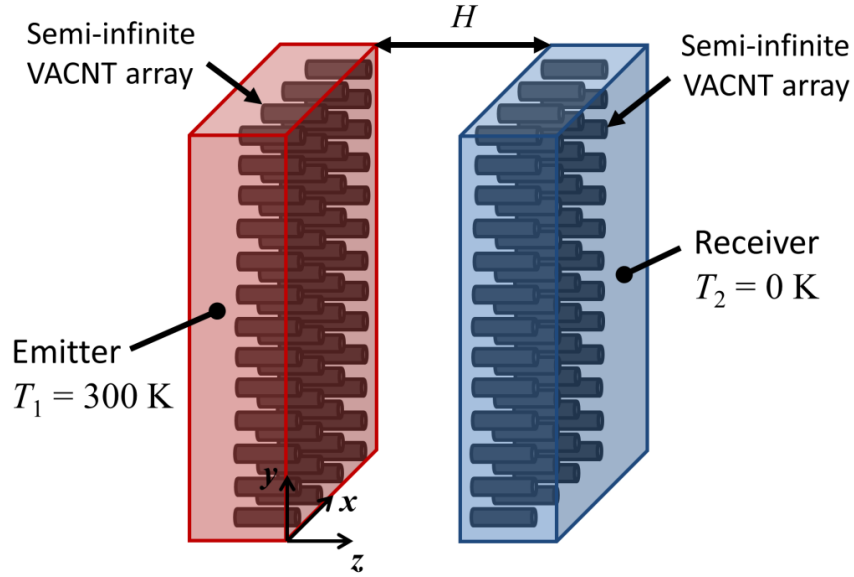 Semi-infinite
VACNT array
H
Semi-infinite
VACNT array
Emitter
T₁ = 300 K
Receiver
T₂ = 0 K
y
x
z